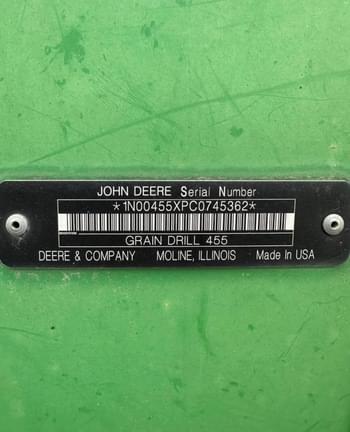 JOHN DEERE Serial Number
*1N00455XPC0745362*
GRAIN DRILL 455
DEERE & COMPANY MOLINE, ILLINOIS Made In USA